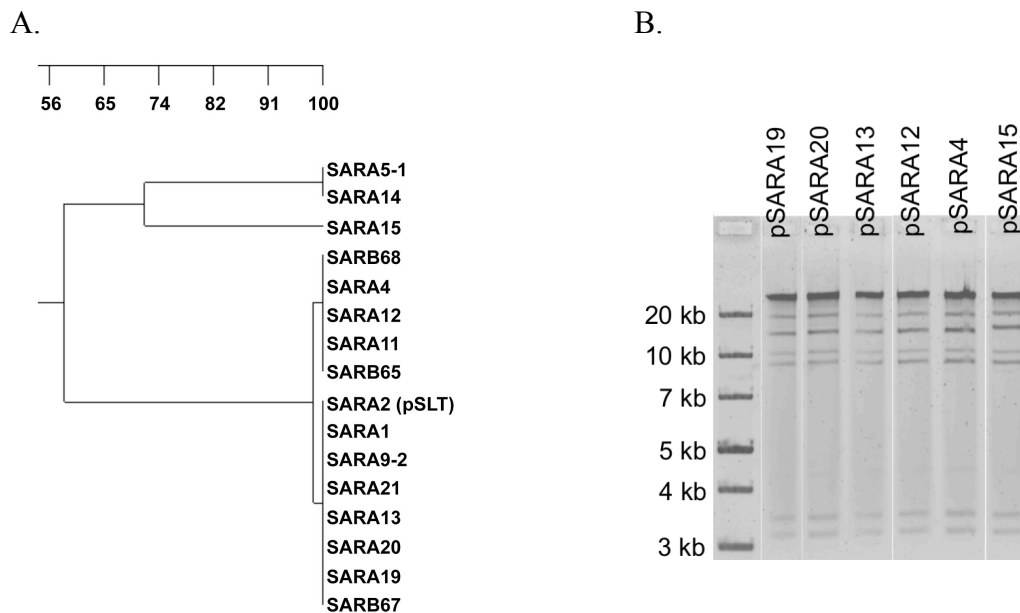 A.
56 65 74 82 91 100
SARA5-1
SARA14
SARA15
SARB68
SARA4
SARA12
SARA11
SARB65
SARA2 (pSLT)
SARA1
SARA9-2
SARA21
SARA13
SARA20
SARA19
SARB67
B.
pSARA19
pSARA20
pSARA13
pSARA12
pSARA4
pSARA15
20 kb
10 kb
7 kb
5 kb
4 kb
3 kb